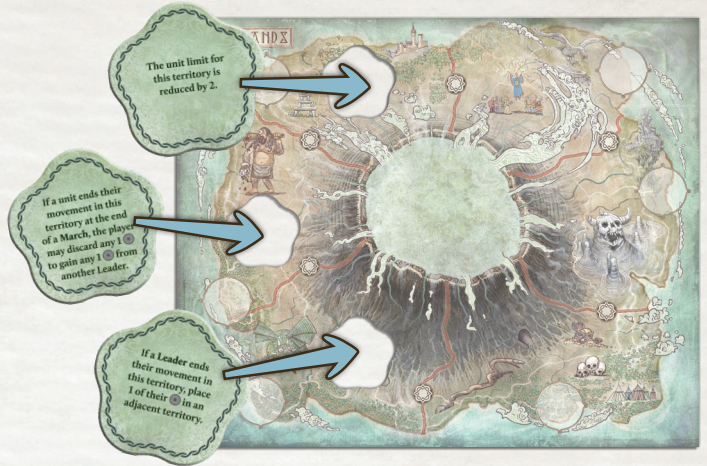 The unit limit for
this territory is
reduced by 2.
If a unit ends their
movement in this
territory at the end
of a March, the player
may discard any 1
to gain any 1 from
another Leader.
If a Leader ends
their movement in
this territory, place
1 of their in an
adjacent territory.